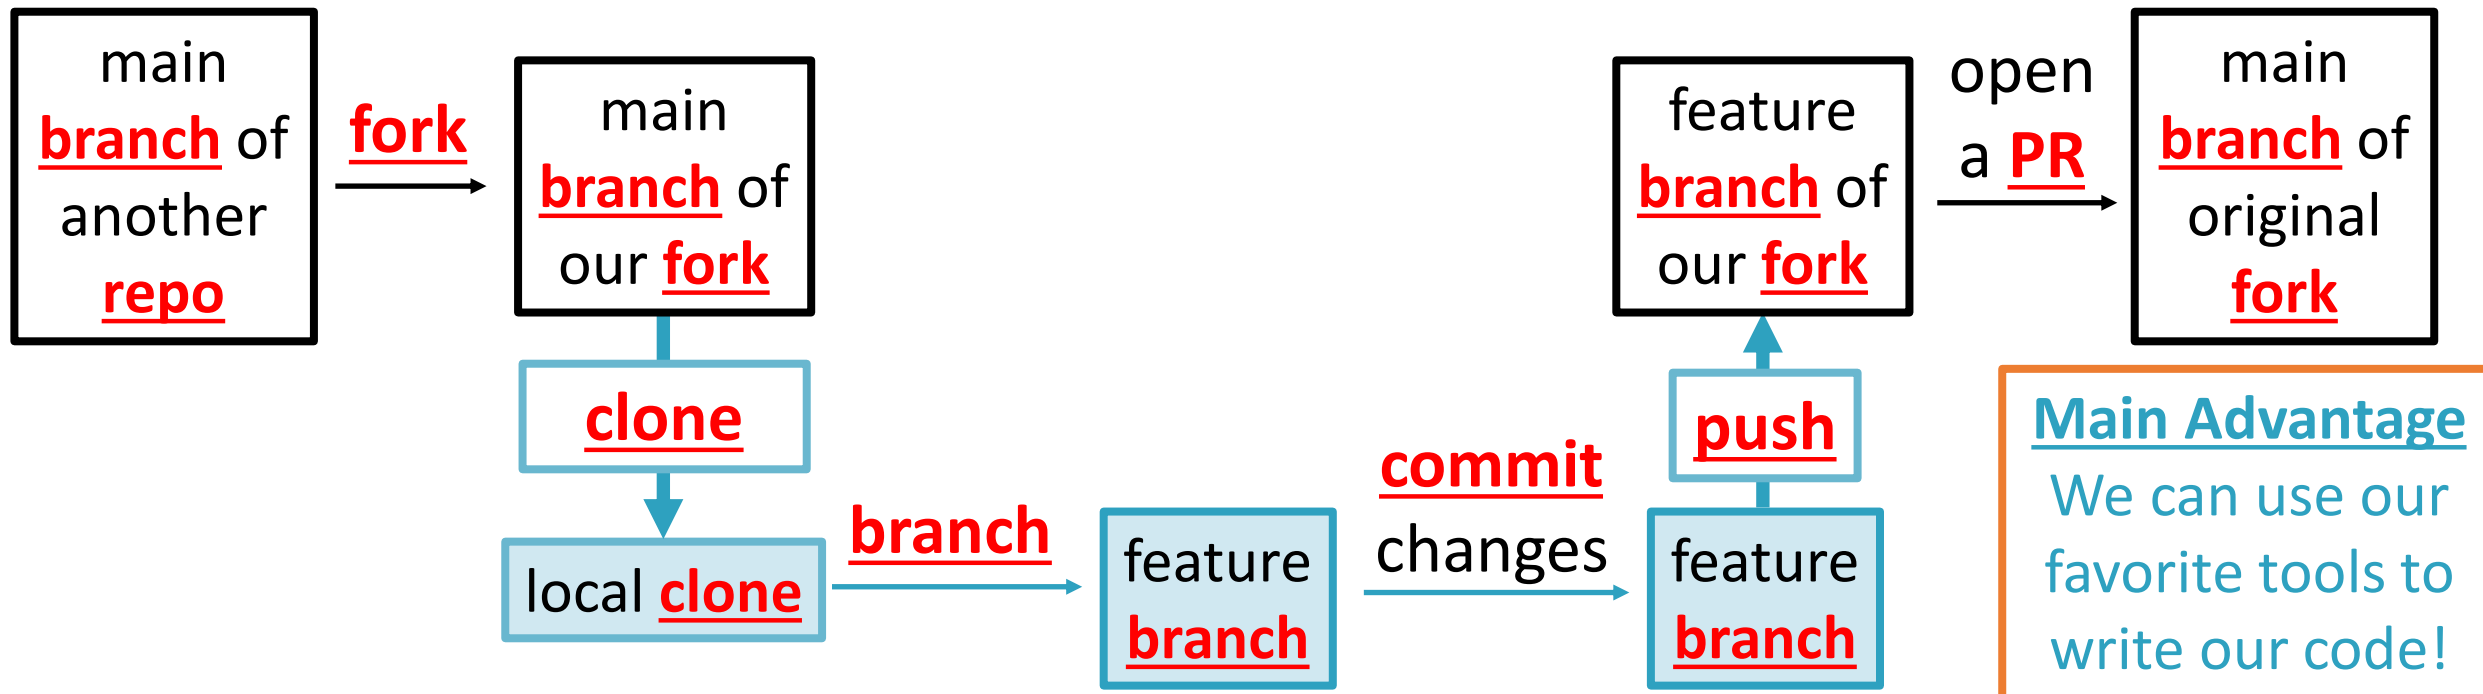 main
branch of
another
repo
fork
main
branch of
our fork
clone
local clone
branch
feature
branch
commit
changes
feature
branch
push
feature
branch of
our fork
open
a PR
main
branch of
original
fork
Main Advantage
We can use our
favorite tools to
write our code!